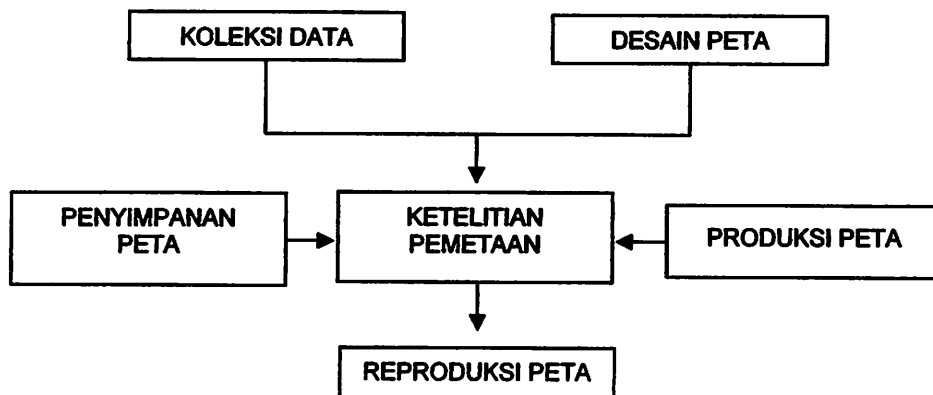 KOLEKSI DATA
DESAIN PETA
PENYIMPANAN
PETA
KETELITIAN
PEMETAAN
PRODUKSI PETA
REPRODUKSI PETA